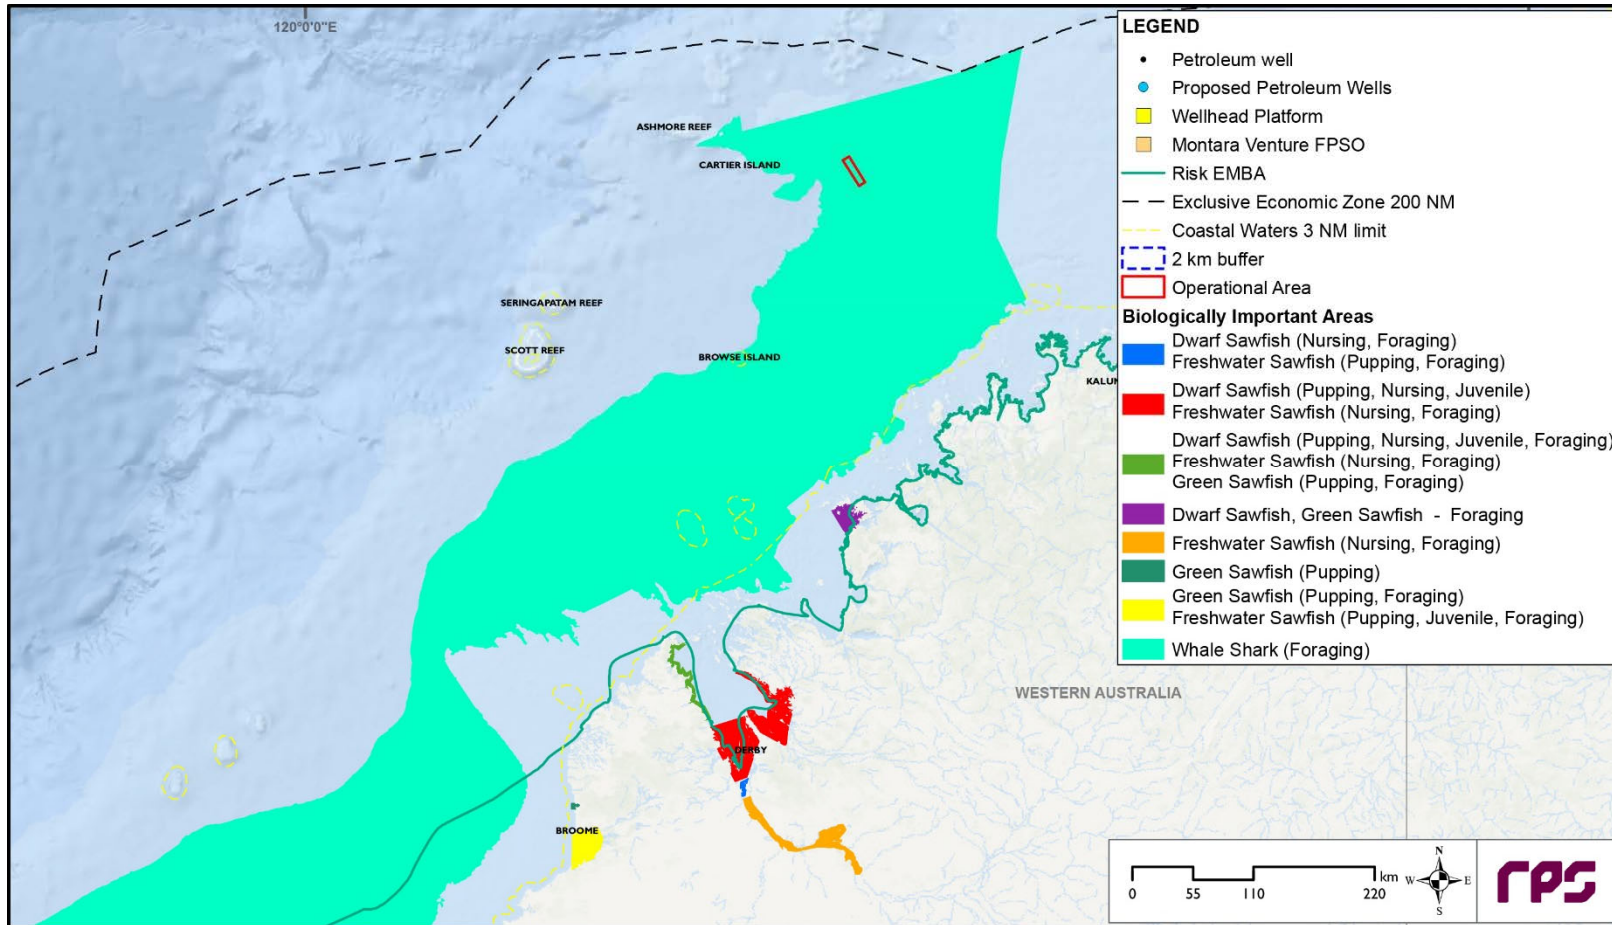 120°0'0"E
ASHMORE REEF
CARTIER ISLAND
SERINGAPATAM REEF
SCOTT REEF
BROWSE ISLAND
KALUM
DERBY
BROOME
WESTERN AUSTRALIA
LEGEND
Petroleum well
Proposed Petroleum Wells
Wellhead Platform
Montara Venture FPSO
Risk EMBA
Exclusive Economic Zone 200 NM
Coastal Waters 3 NM limit
2 km buffer
Operational Area
Biologically Important Areas
Dwarf Sawfish (Nursing, Foraging)
Freshwater Sawfish (Pupping, Foraging)
Dwarf Sawfish (Pupping, Nursing, Juvenile)
Freshwater Sawfish (Nursing, Foraging)
Dwarf Sawfish (Pupping, Nursing, Juvenile, Foraging)
Freshwater Sawfish (Nursing, Foraging)
Green Sawfish (Pupping, Foraging)
Dwarf Sawfish, Green Sawfish - Foraging
Freshwater Sawfish (Nursing, Foraging)
Green Sawfish (Pupping)
Green Sawfish (Pupping, Foraging)
Freshwater Sawfish (Pupping, Juvenile, Foraging)
Whale Shark (Foraging)
0 55 110 220 km
N
W E
S
rps